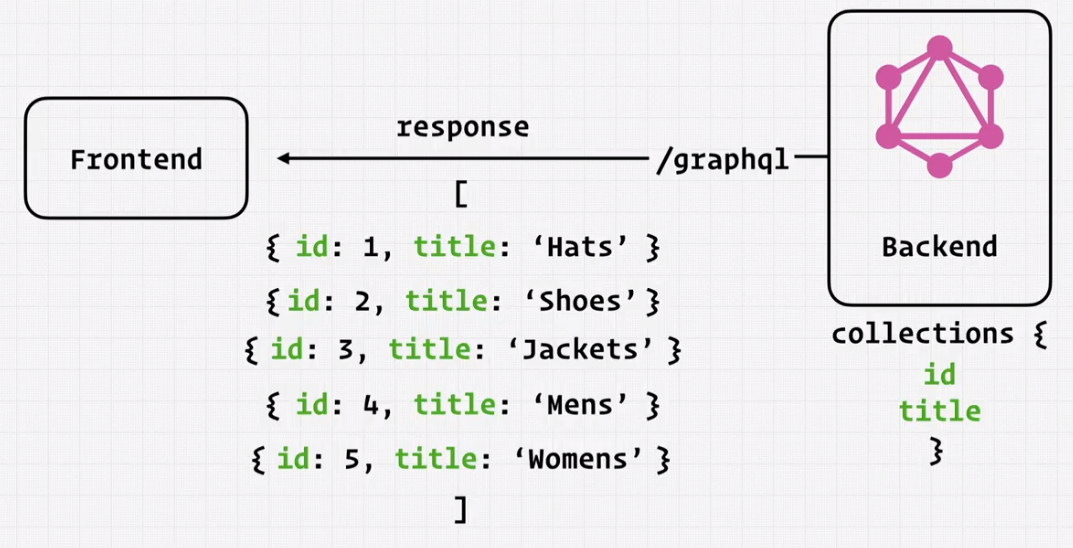 response
Frontend
/graphql
[
{ id: 1, title: ‘Hats’ }
{ id: 2, title: ‘Shoes’ }
{ id: 3, title: ‘Jackets’ }
{ id: 4, title: ‘Mens’ }
{ id: 5, title: ‘Womens’ }
]
Backend
collections {
id
title
}